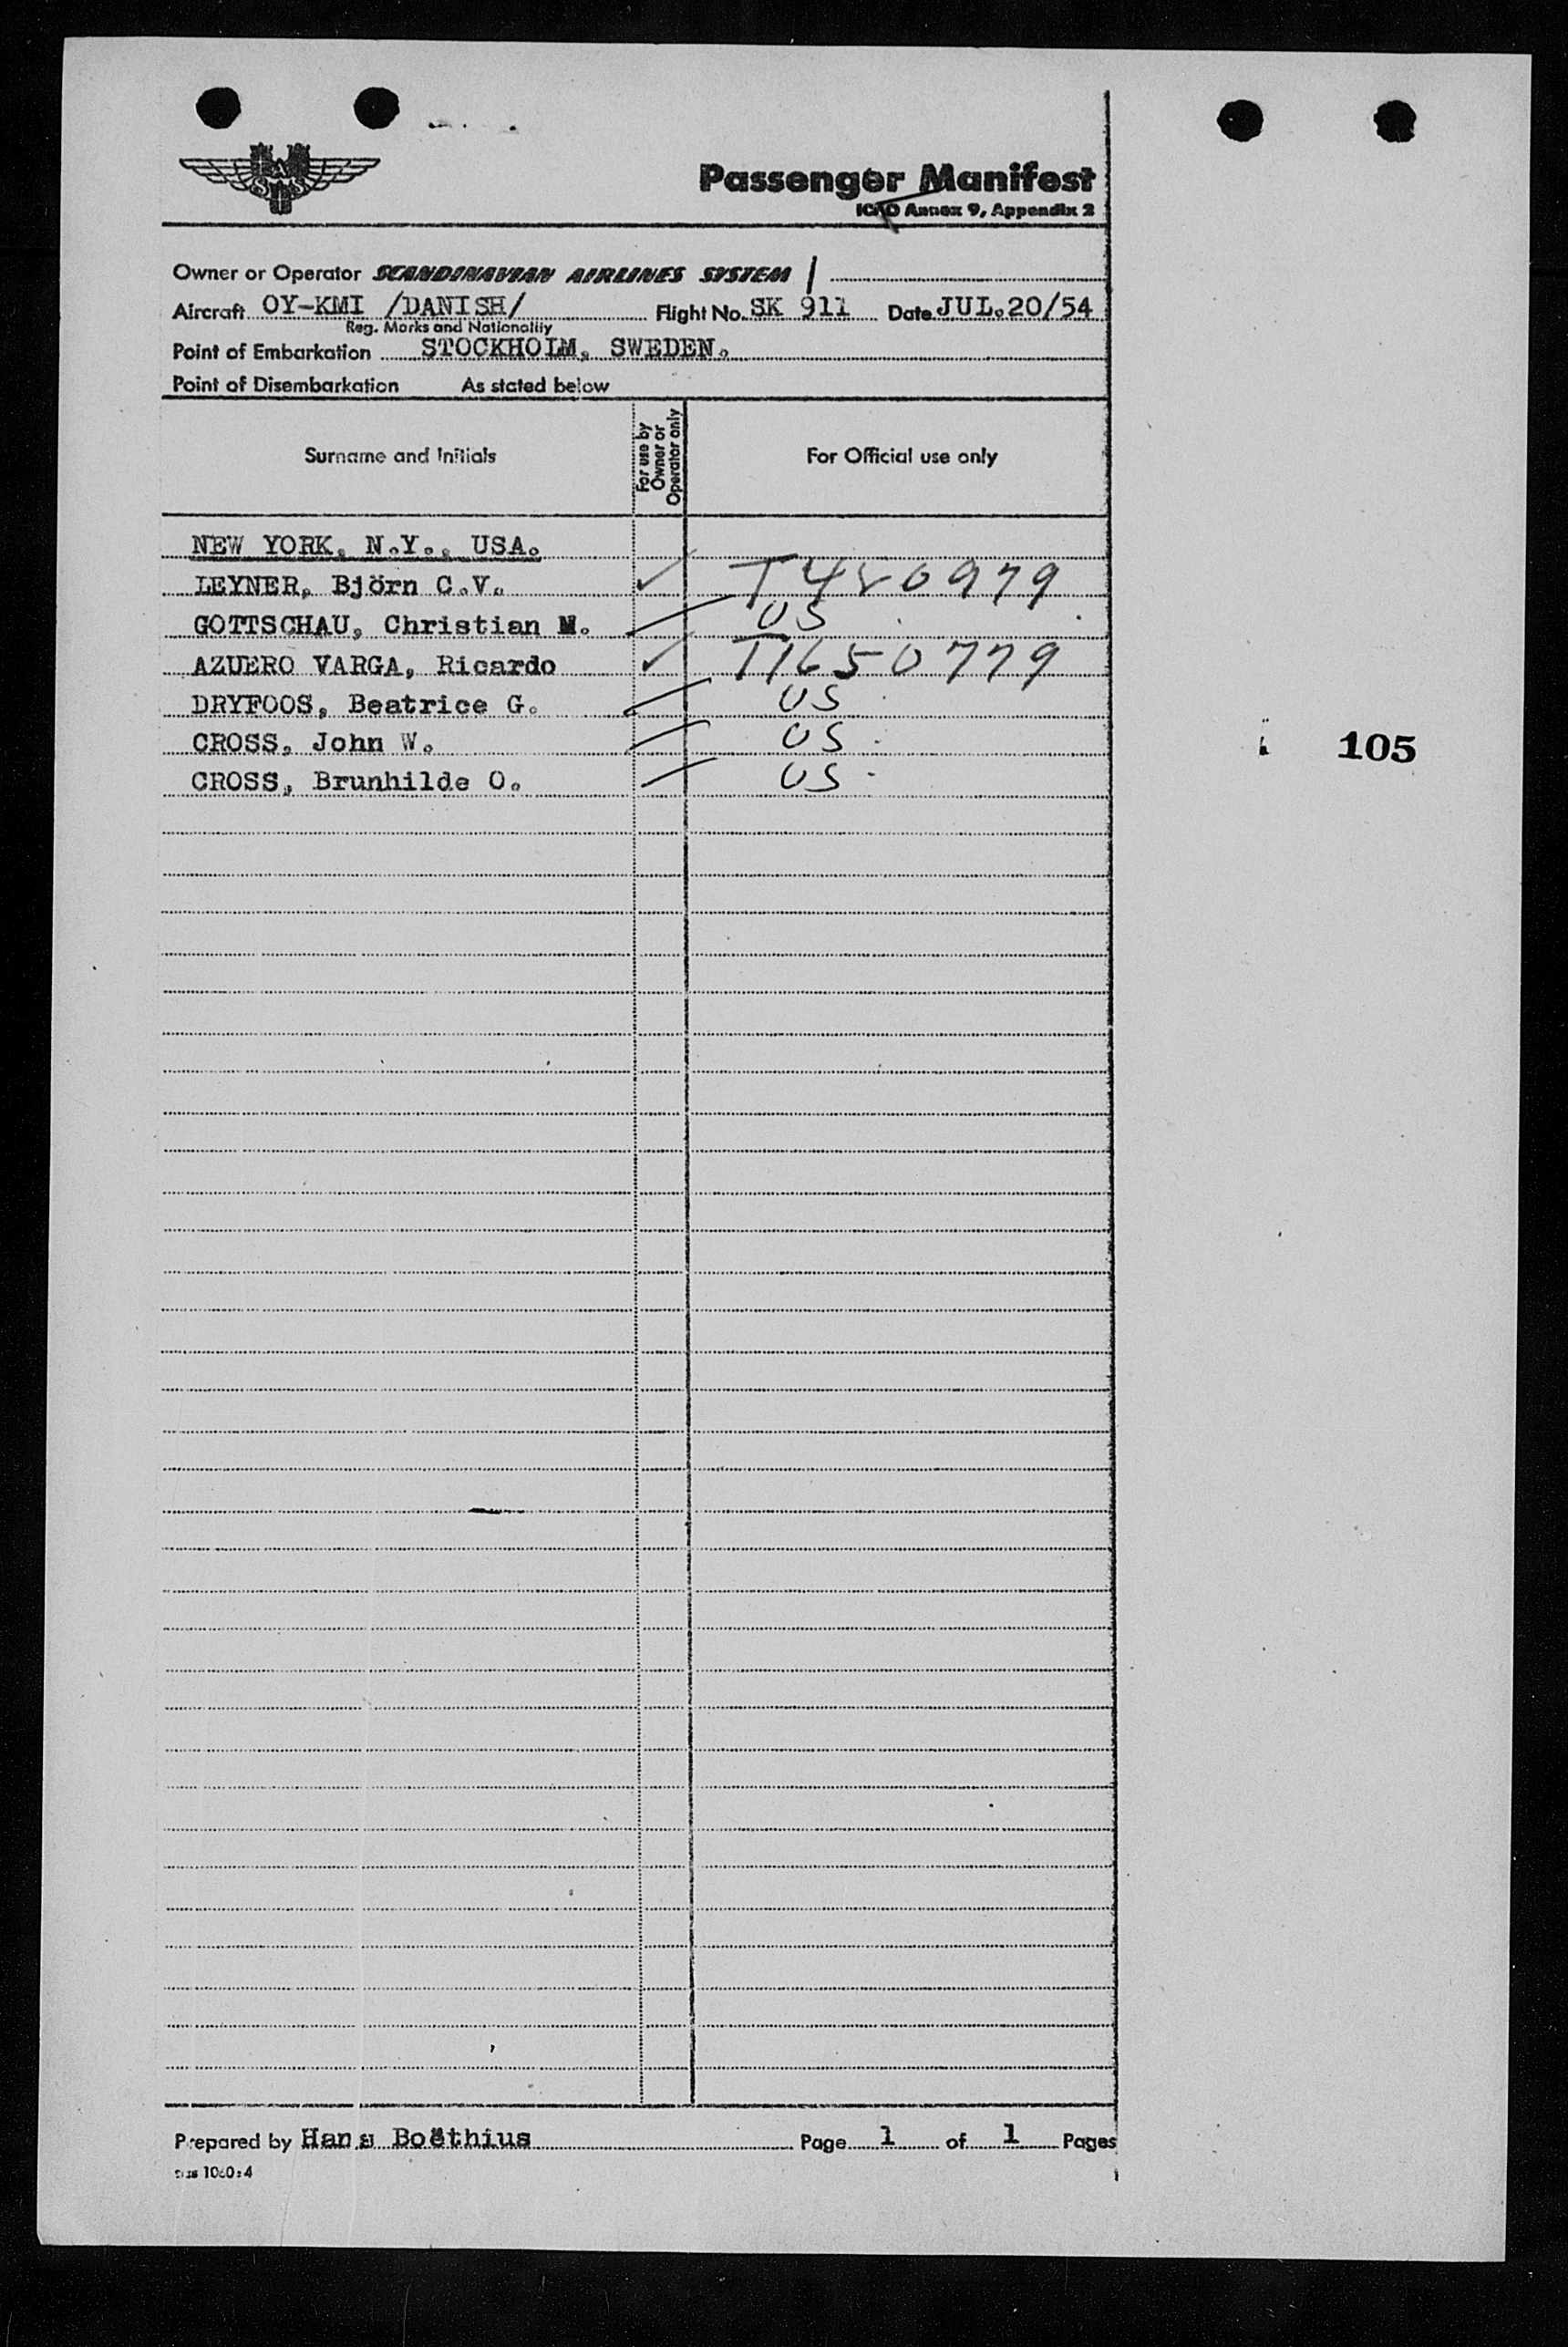 SAS
Passenger Manifest
ICAO Annex 9, Appendix 2
Owner or Operator SCANDINAVIAN AIRLINES SYSTEM
Aircraft OY-KMI /DANISH/ Flight No. SK 911 Date JUL.20/54
Reg. Marks and Nationality
Point of Embarkation STOCKHOLM, SWEDEN.
Point of Disembarkation As stated below
Surname and Initials For use by Owner or Operator only For Official use only
NEW YORK, N.Y., USA.
LEYNER, Björn C.V. T480979
GOTTSCHAU, Christian M. US
AZUERO VARGA, Ricardo T1650779
DRYFOOS, Beatrice G. US
CROSS, John W. US
105
CROSS, Brunhilde O. US
Prepared by Hans Boëthius Page 1 of 1 Pages
1060:4